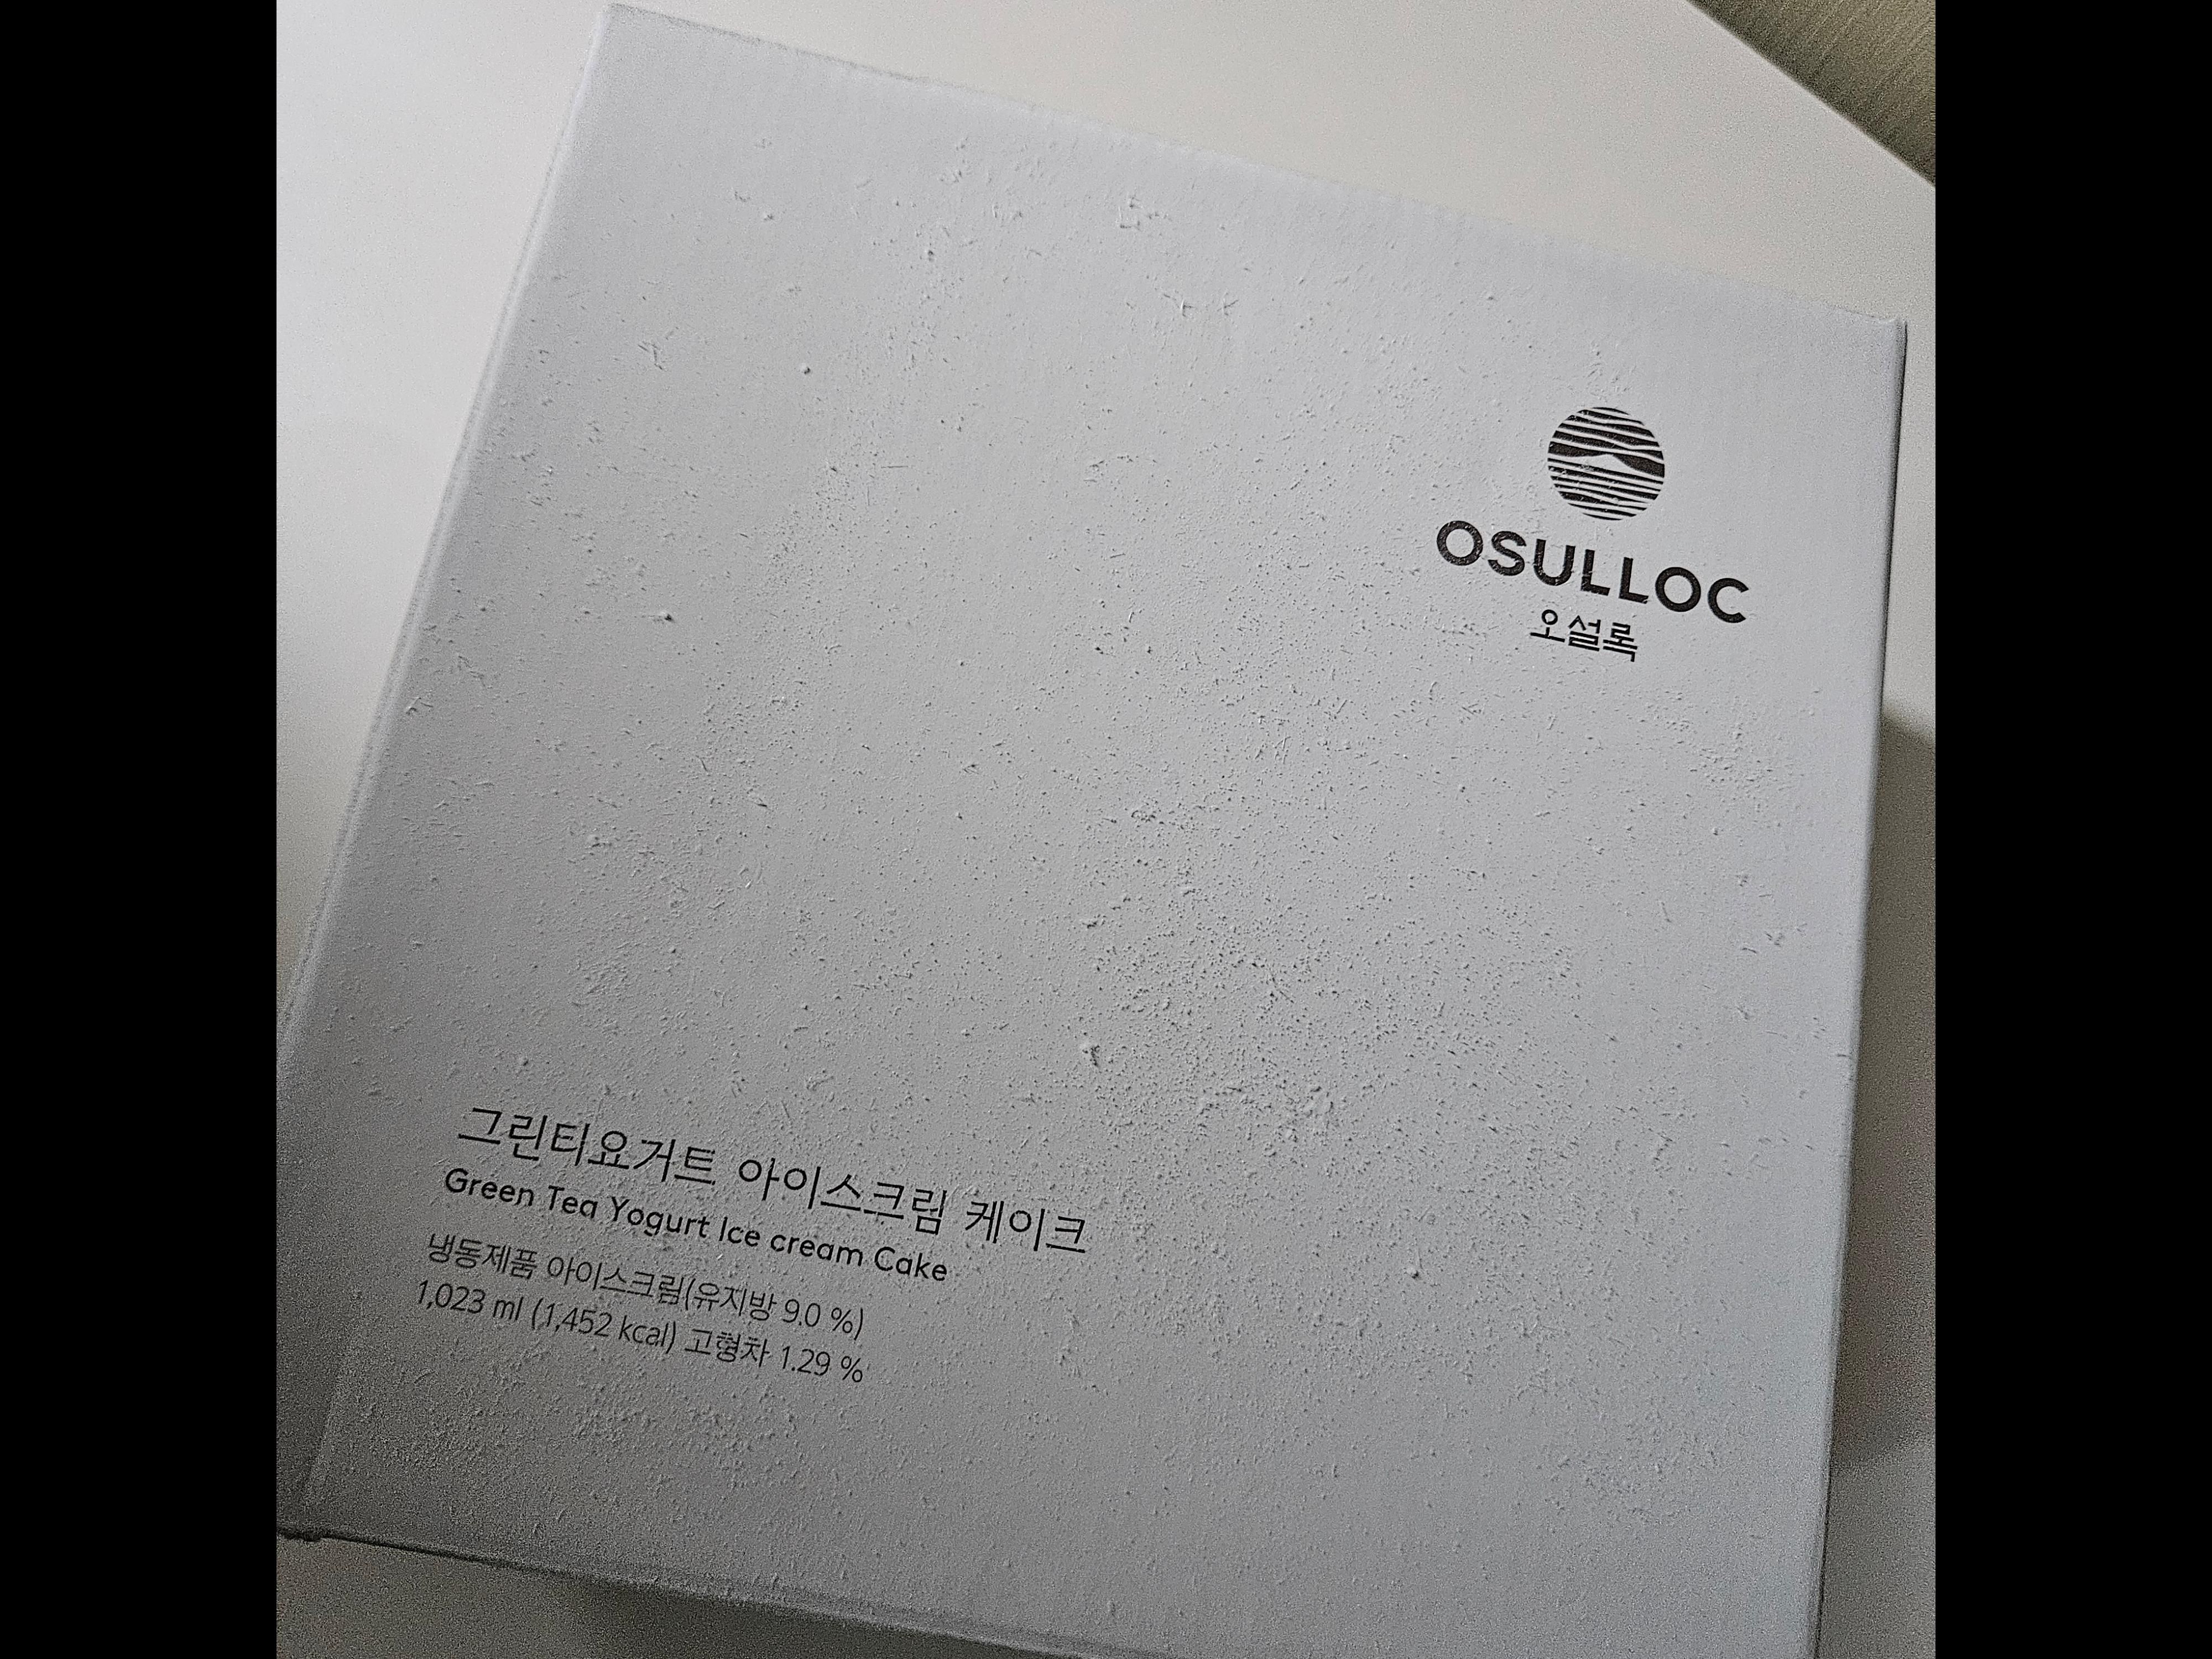 OSULLOC
오설록
그린티요거트 아이스크림 케이크
Green Tea Yogurt Ice cream Cake
냉동제품 아이스크림(유지방 9.0 %)
1,023 ml (1,452 kcal) 고형차 1.29 %